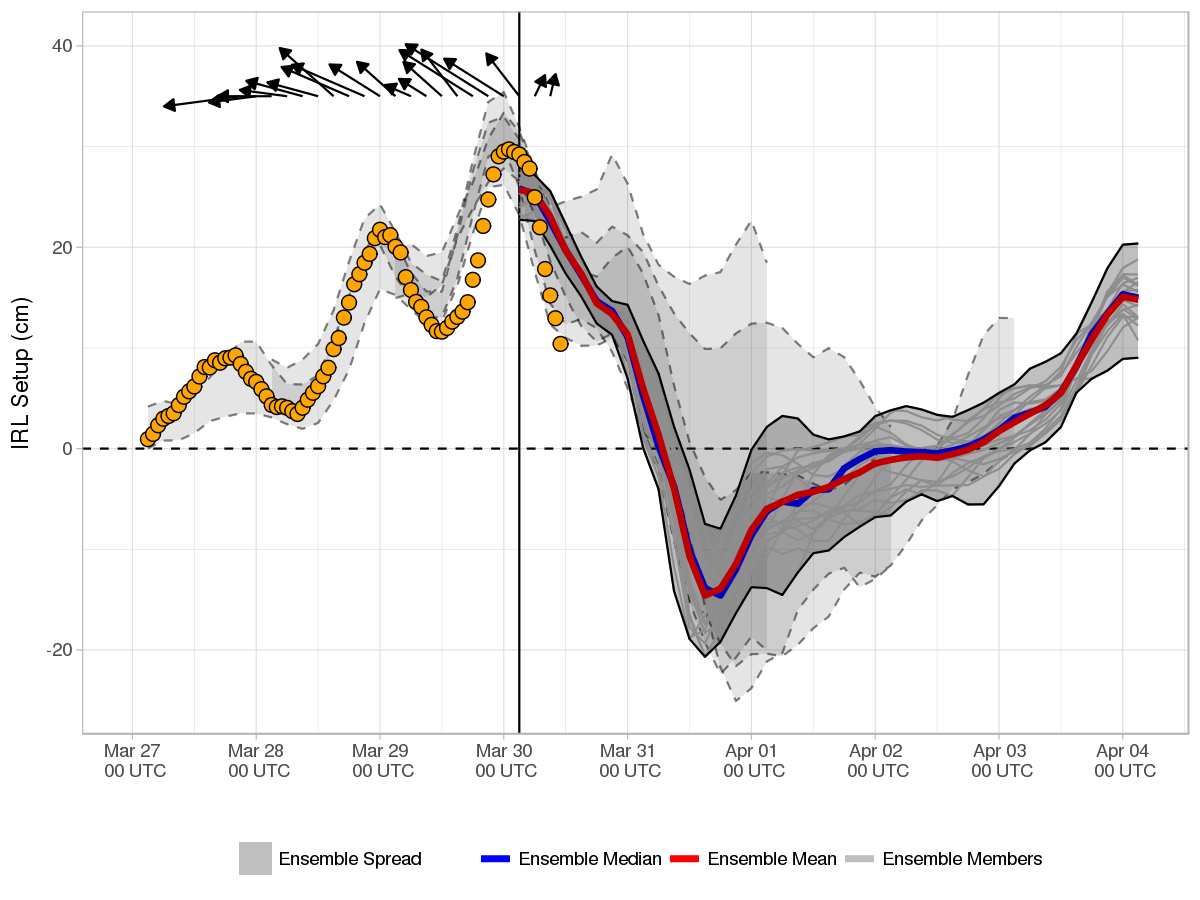 IRL Setup (cm)
40
20
0
-20
Mar 27 Mar 28 Mar 29 Mar 30 Mar 31 Apr 01 Apr 02 Apr 03 Apr 04
00 UTC 00 UTC 00 UTC 00 UTC 00 UTC 00 UTC 00 UTC 00 UTC 00 UTC
Ensemble Spread Ensemble Median Ensemble Mean Ensemble Members